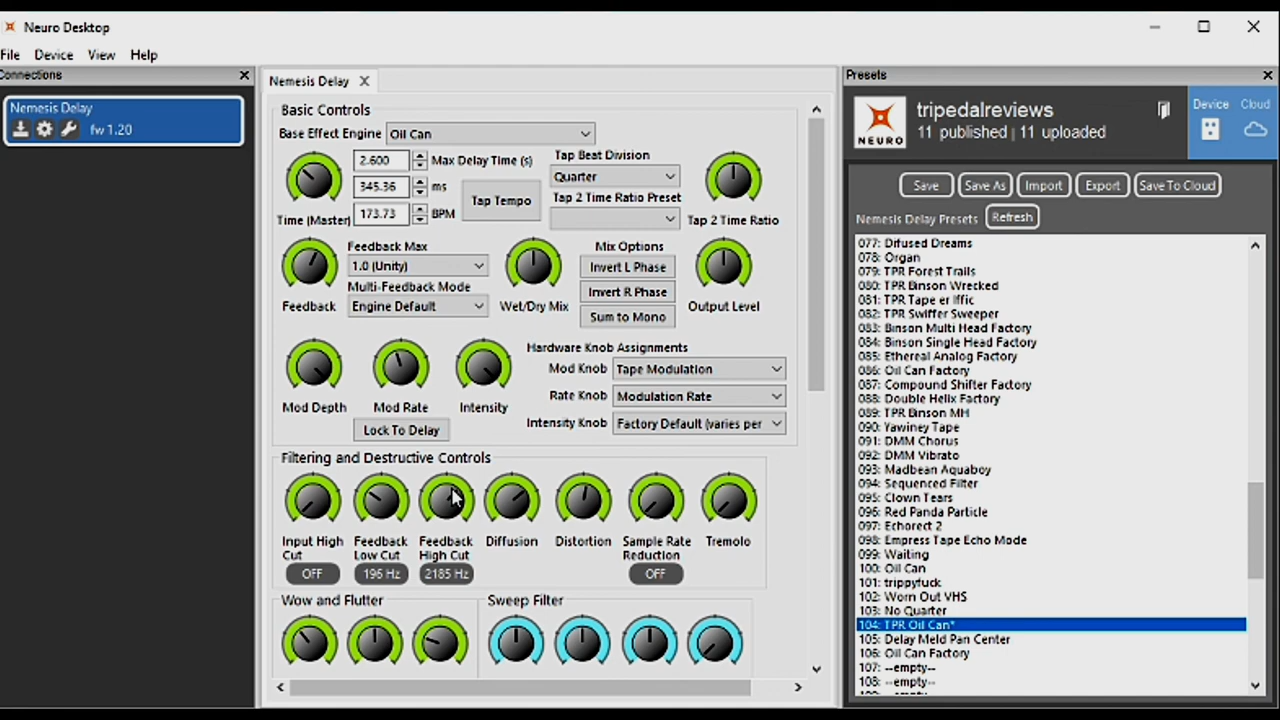 Neuro Desktop
File Device View Help
Connections
Nemesis Delay
fw 1.20
Nemesis Delay
Basic Controls
Base Effect Engine Oil Can
2.600 Max Delay Time (s)
345.36 ms
173.73 BPM
Time (Master)
Tap Tempo
Tap Beat Division
Quarter
Tap 2 Time Ratio Preset
Tap 2 Time Ratio
Feedback
Feedback Max
1.0 (Unity)
Multi-Feedback Mode
Engine Default
Wet/Dry Mix
Mix Options
Invert L Phase
Invert R Phase
Sum to Mono
Output Level
Mod Depth
Mod Rate
Intensity
Lock To Delay
Hardware Knob Assignments
Mod Knob Tape Modulation
Rate Knob Modulation Rate
Intensity Knob Factory Default (varies per
Filtering and Destructive Controls
Input High
Cut
OFF
Feedback
Low Cut
196 Hz
Feedback
High Cut
2185 Hz
Diffusion
Distortion
Sample Rate
Reduction
OFF
Tremolo
Wow and Flutter
Sweep Filter
Presets
NEURO
tripedalreviews
11 published | 11 uploaded
Device
Cloud
Save
Save As
Import
Export
Save To Cloud
Nemesis Delay Presets
Refresh
077: Difused Dreams
078: Organ
079: TPR Forest Trails
080: TPR Binson Wrecked
081: TPR Tape er Iffic
082: TPR Swiffer Sweeper
083: Binson Multi Head Factory
084: Binson Single Head Factory
085: Ethereal Analog Factory
086: Oil Can Factory
087: Compound Shifter Factory
088: Double Helix Factory
089: TPR Binson MH
090: Yawiney Tape
091: DMM Chorus
092: DMM Vibrato
093: Madbean Aquaboy
094: Sequenced Filter
095: Clown Tears
096: Red Panda Particle
097: Echorect 2
098: Empress Tape Echo Mode
099: Waiting
100: Oil Can
101: trippyfuck
102: Worn Out VHS
103: No Quarter
104: TPR Oil Can*
105: Delay Meld Pan Center
106: Oil Can Factory
107: --empty--
108: --empty--